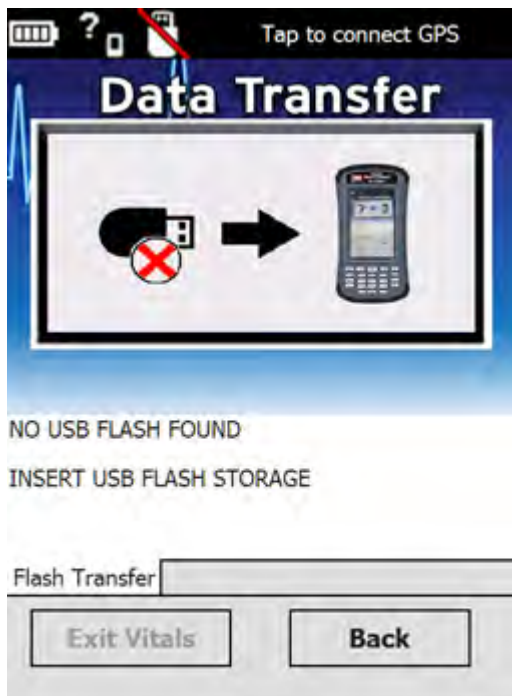 ?
Tap to connect GPS
Data Transfer
NO USB FLASH FOUND
INSERT USB FLASH STORAGE
Flash Transfer
Exit Vitals
Back